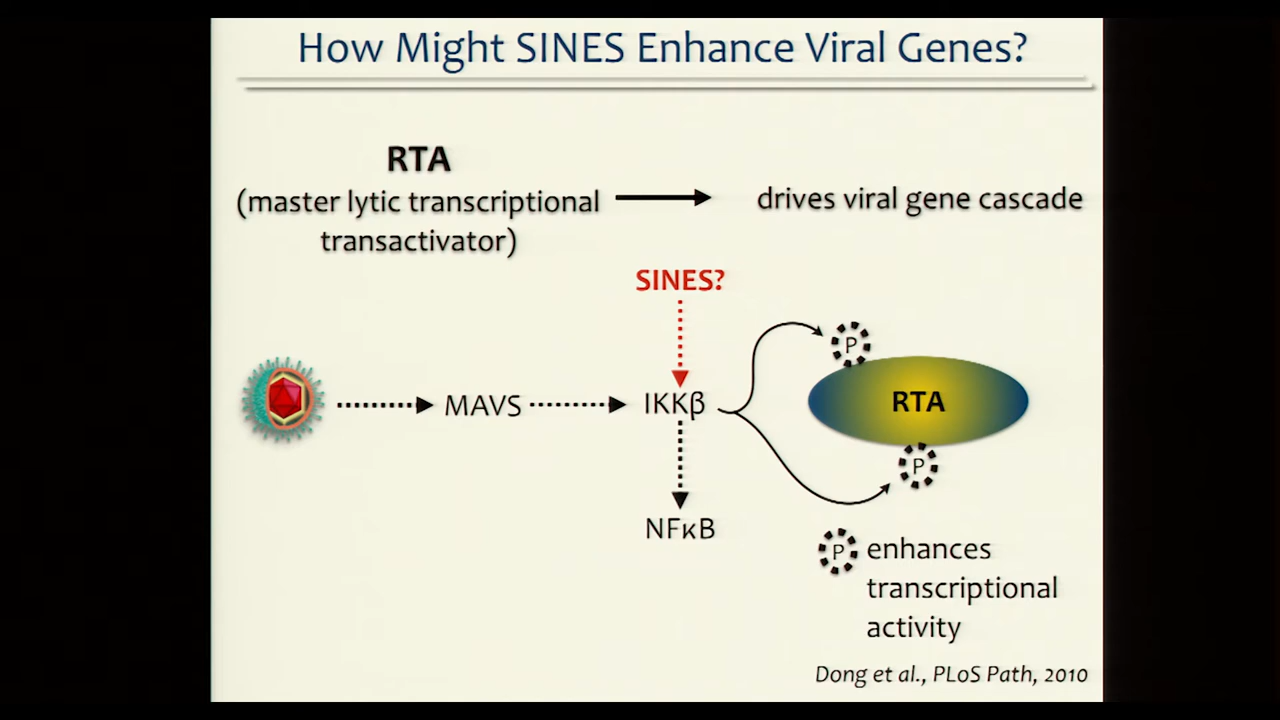 How Might SINES Enhance Viral Genes?
RTA
(master lytic transcriptional
transactivator)
drives viral gene cascade
SINES?
MAVS
IKKβ
RTA
P
P
NFκB
P enhances
transcriptional
activity
Dong et al., PLoS Path, 2010